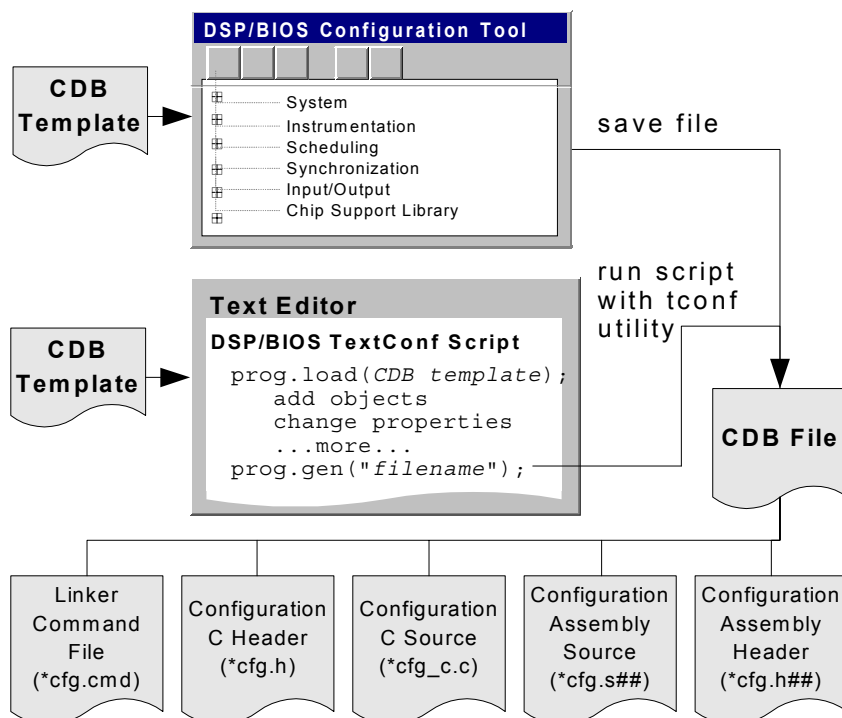 DSP/BIOS Configuration Tool
CDB
Template
System
Instrumentation
Scheduling
Synchronization
Input/Output
Chip Support Library
save file
run script
with tconf
utility
Text Editor
DSP/BIOS TextConf Script
prog.load(CDB template);
add objects
change properties
...more...
prog.gen("filename");
CDB
Template
CDB File
Linker
Command
File
(*cfg.cmd)
Configuration
C Header
(*cfg.h)
Configuration
C Source
(*cfg_c.c)
Configuration
Assembly
Source
(*cfg.s##)
Configuration
Assembly
Header
(*cfg.h##)